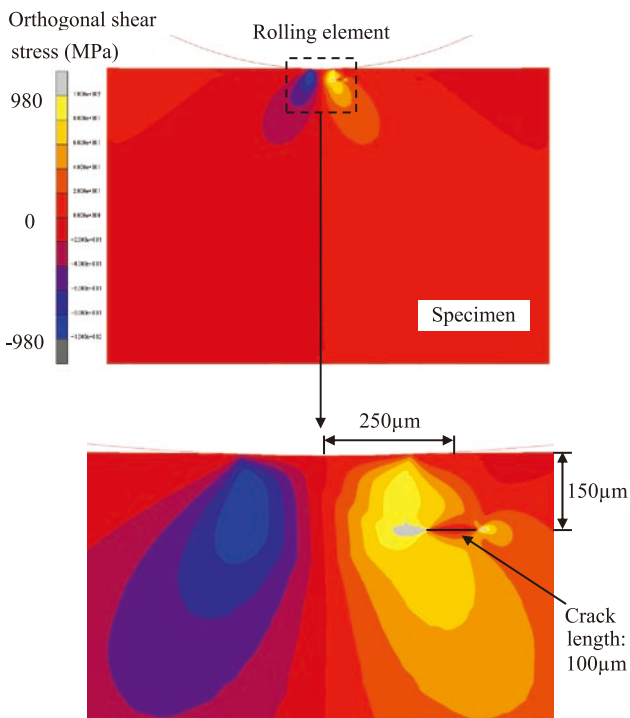 Orthogonal shear
stress (MPa)
Rolling element
980
0
-980
Specimen
250µm
150µm
Crack
length:
100µm